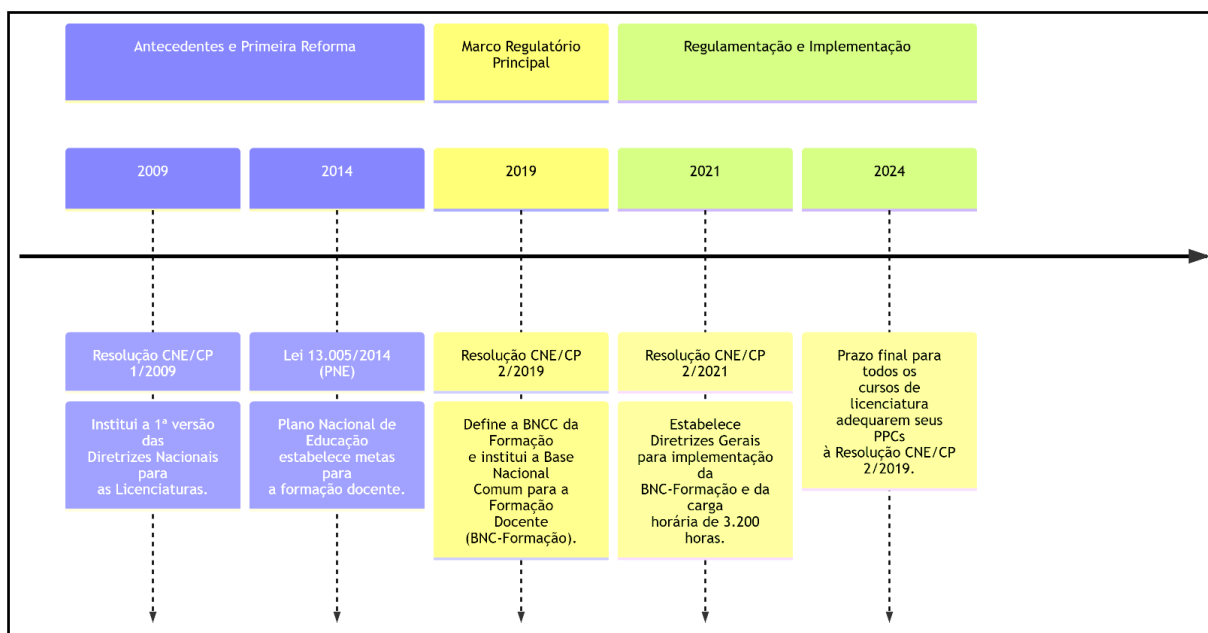 Antecedentes e Primeira Reforma
Marco Regulatório
Principal
Regulamentação e Implementação
2009
2014
2019
2021
2024
Resolução CNE/CP
1/2009
Institui a 1ª versão
das
Diretrizes Nacionais
para
as Licenciaturas.
Lei 13.005/2014
(PNE)
Plano Nacional de
Educação
estabelece metas
para
a formação docente.
Resolução CNE/CP
2/2019
Define a BNCC da
Formação
e institui a Base
Nacional
Comum para a
Formação
Docente
(BNC-Formação).
Resolução CNE/CP
2/2021
Estabelece
Diretrizes Gerais
para implementação
da
BNC-Formação e da
carga
horária de 3.200
horas.
Prazo final para
todos os
cursos de
licenciatura
adequarem seus
PPCs
à Resolução CNE/CP
2/2019.